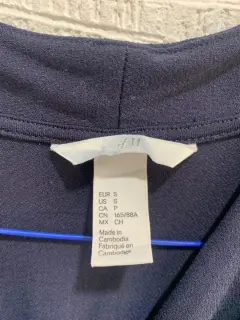 H&M
EUR S
US S
CA P
CN 165/88A
MX CH
Made in
Cambodia
Fabriqué en
Cambodge